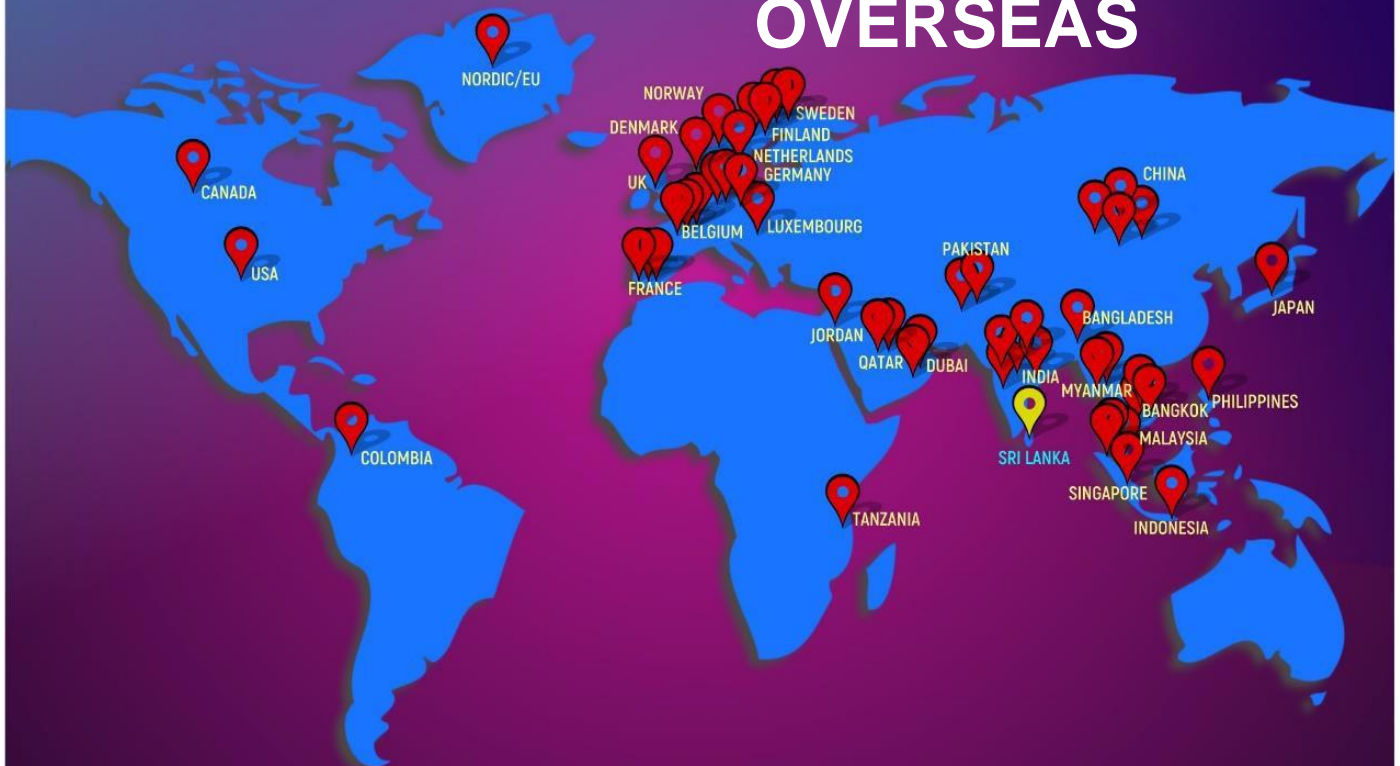 OVERSEAS
NORDIC/EU
NORWAY
SWEDEN
DENMARK
FINLAND
NETHERLANDS
UK
GERMANY
CHINA
CANADA
BELGIUM
LUXEMBOURG
PAKISTAN
USA
FRANCE
JAPAN
JORDAN
BANGLADESH
QATAR
DUBAI
INDIA
MYANMAR
PHILIPPINES
BANGKOK
MALAYSIA
COLOMBIA
SRI LANKA
SINGAPORE
TANZANIA
INDONESIA